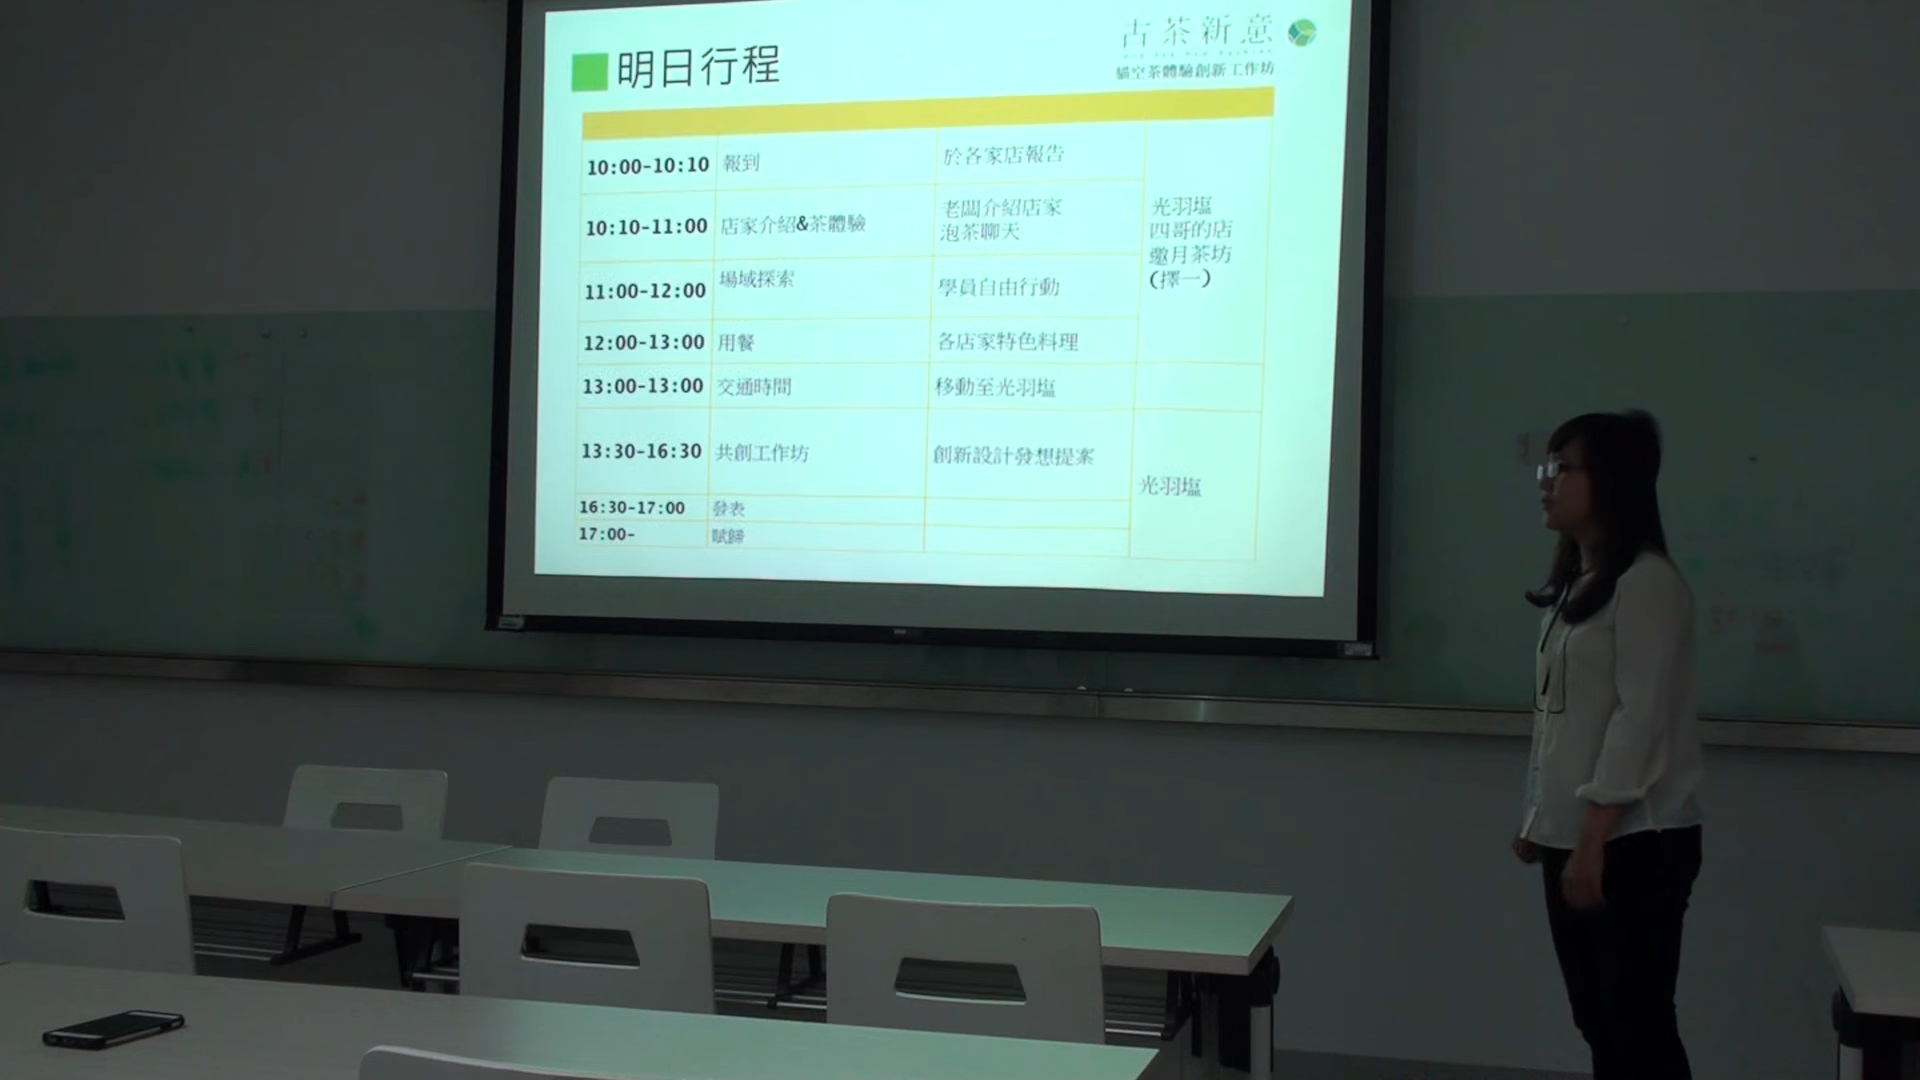 明日行程
古茶新意
貓空茶體驗創新工作坊
10:00-10:10 報到 於各家店報告
10:10-11:00 店家介紹&茶體驗 老闆介紹店家
泡茶聊天
光羽塩
四哥的店
邀月茶坊
(擇一)
11:00-12:00 場域探索 學員自由行動
12:00-13:00 用餐 各店家特色料理
13:00-13:00 交通時間 移動至光羽塩
13:30-16:30 共創工作坊 創新設計發想提案
光羽塩
16:30-17:00 發表
17:00- 賦歸